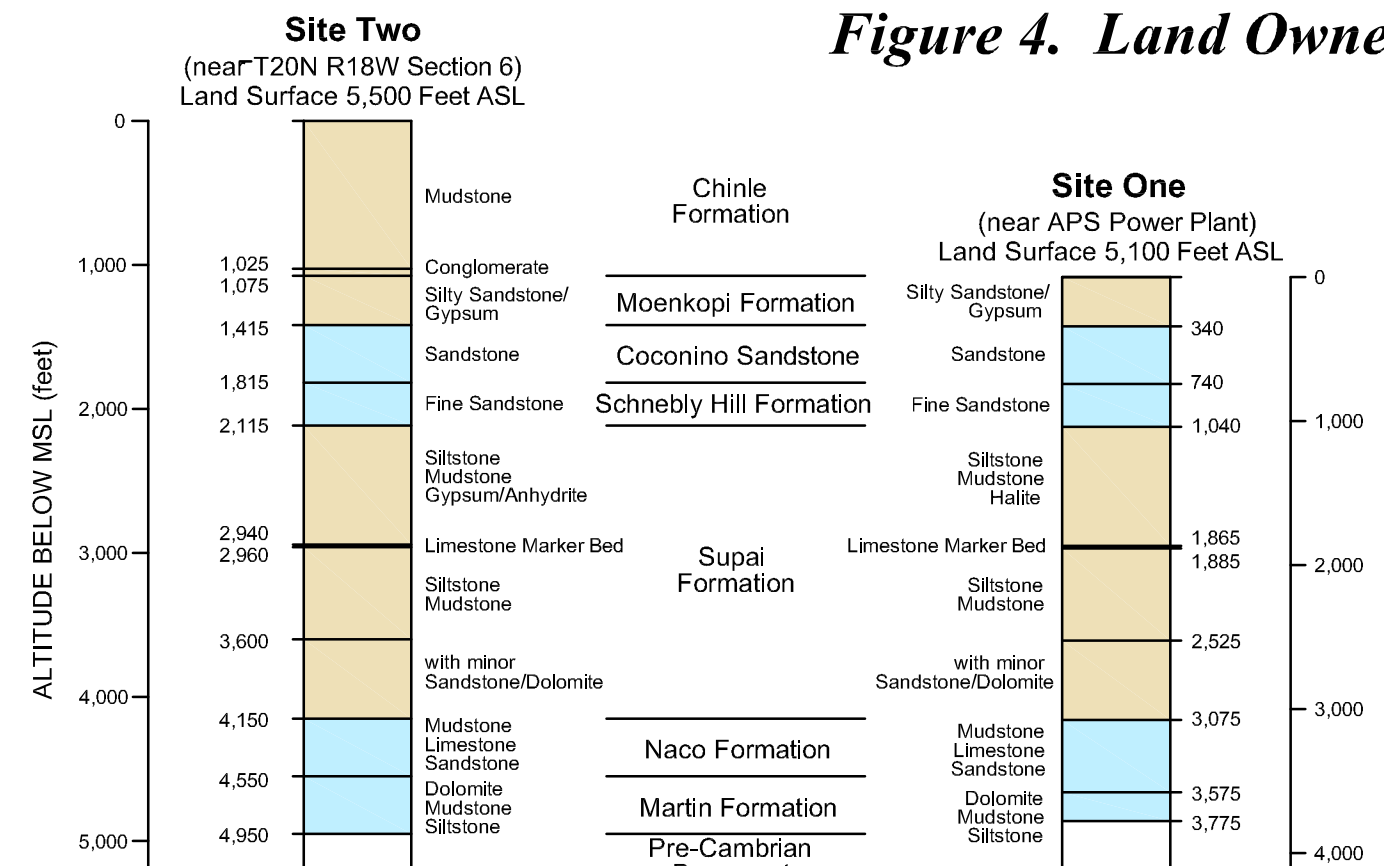 Figure 4. Land Owne
Site Two
(near T20N R18W Section 6)
Land Surface 5,500 Feet ASL
ALTITUDE BELOW MSL (feet)
0
1,000
2,000
3,000
4,000
5,000
1,025
1,075
1,415
1,815
2,115
2,940
2,960
3,600
4,150
4,550
4,950
Mudstone
Conglomerate
Silty Sandstone/
Gypsum
Sandstone
Fine Sandstone
Siltstone
Mudstone
Gypsum/Anhydrite
Limestone Marker Bed
Siltstone
Mudstone
with minor
Sandstone/Dolomite
Mudstone
Limestone
Sandstone
Dolomite
Mudstone
Siltstone
Chinle
Formation
Moenkopi Formation
Coconino Sandstone
Schnebly Hill Formation
Supai
Formation
Naco Formation
Martin Formation
Pre-Cambrian
Site One
(near APS Power Plant)
Land Surface 5,100 Feet ASL
Silty Sandstone/
Gypsum
Sandstone
Fine Sandstone
Siltstone
Mudstone
Halite
Limestone Marker Bed
Siltstone
Mudstone
with minor
Sandstone/Dolomite
Mudstone
Limestone
Sandstone
Dolomite
Mudstone
Siltstone
340
740
1,040
1,865
1,885
2,525
3,075
3,575
3,775
0
1,000
2,000
3,000
4,000